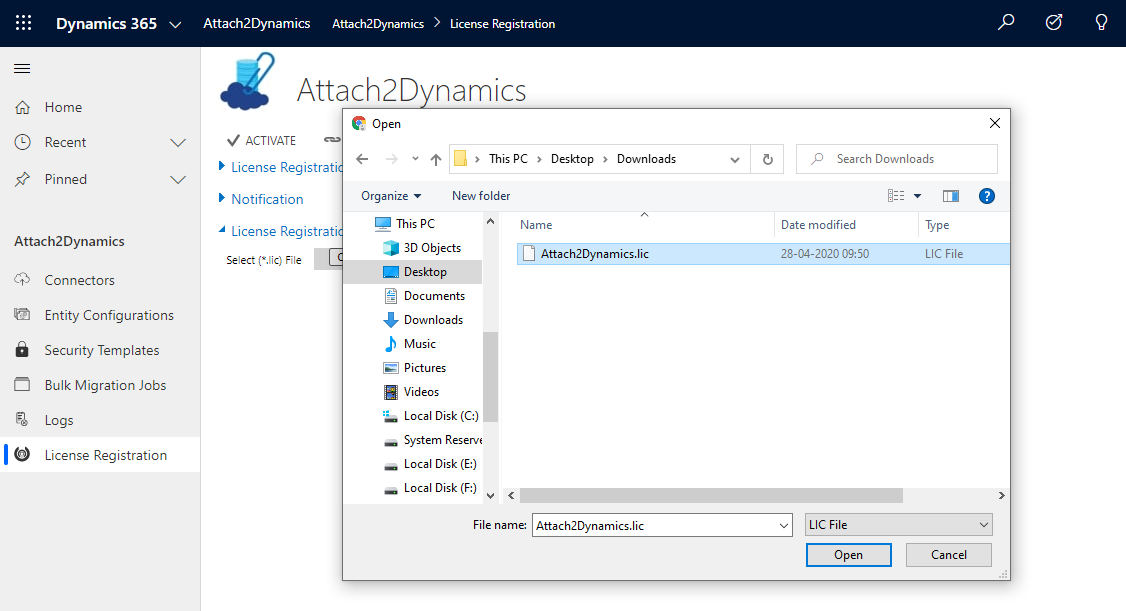 Dynamics 365 Attach2Dynamics Attach2Dynamics > License Registration
Home
Recent
Pinned
Attach2Dynamics
Connectors
Entity Configurations
Security Templates
Bulk Migration Jobs
Logs
License Registration
Attach2Dynamics
ACTIVATE
License Registratio
Notification
License Registratio
Select (*.lic) File
Open
This PC > Desktop > Downloads
Search Downloads
Organize New folder
This PC
3D Objects
Desktop
Documents
Downloads
Music
Pictures
Videos
Local Disk (C:)
System Reserve
Local Disk (E:)
Local Disk (F:)
Name Date modified Type
Attach2Dynamics.lic 28-04-2020 09:50 LIC File
File name: Attach2Dynamics.lic LIC File
Open Cancel